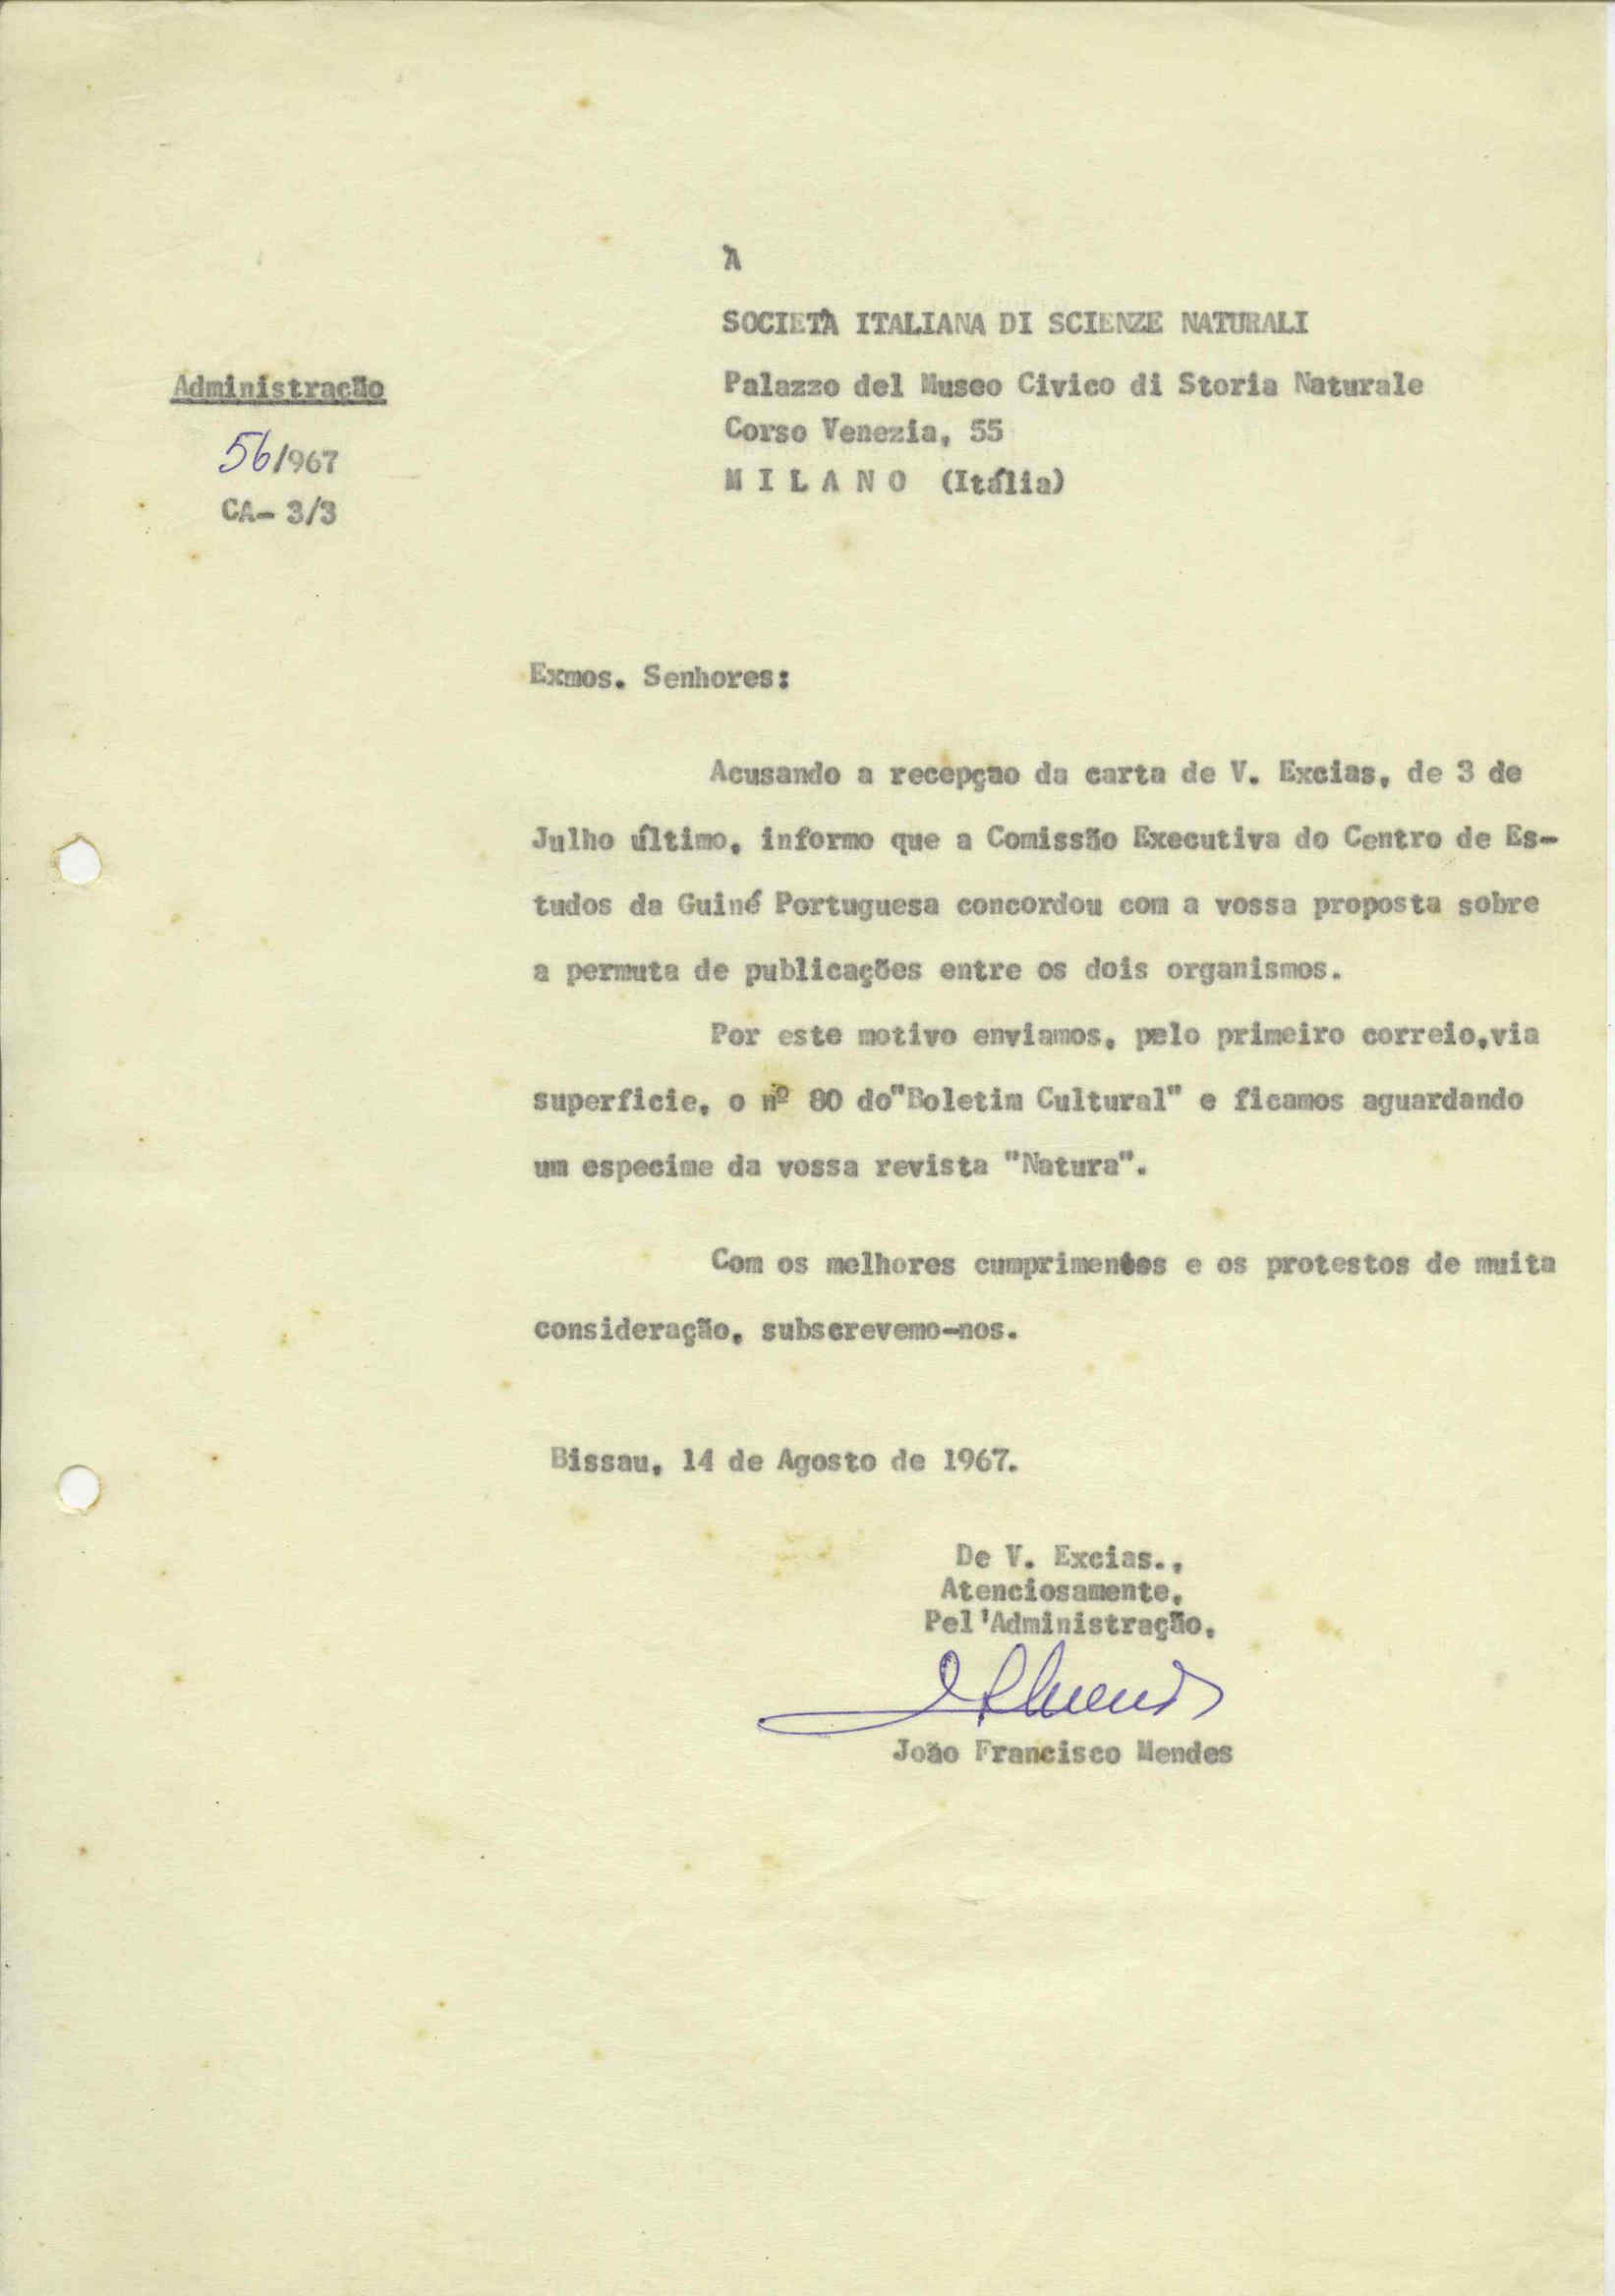 À
SOCIETÀ ITALIANA DI SCIENZE NATURALI
Administração
Palazzo del Museo Civico di Storia Naturale
Corso Venezia, 55
56/967
M I L A N O (Itália)
CA- 3/3
Exmos. Senhores:
Acusando a recepçao da carta de V. Excias, de 3 de
Julho último, informo que a Comissão Executiva do Centro de Es-
tudos da Guiné Portuguesa concordou com a vossa proposta sobre
a permuta de publicações entre os dois organismos.
Por este motivo enviamos, pelo primeiro correio,via
superficie, o nº 80 do"Boletim Cultural" e ficamos aguardando
um especime da vossa revista "Natura".
Com os melhores cumprimentos e os protestos de muita
consideração, subscrevemo-nos.
Bissau, 14 de Agosto de 1967.
De V. Excias.,
Atenciosamente,
Pel'Administração,
João Francisco Mendes